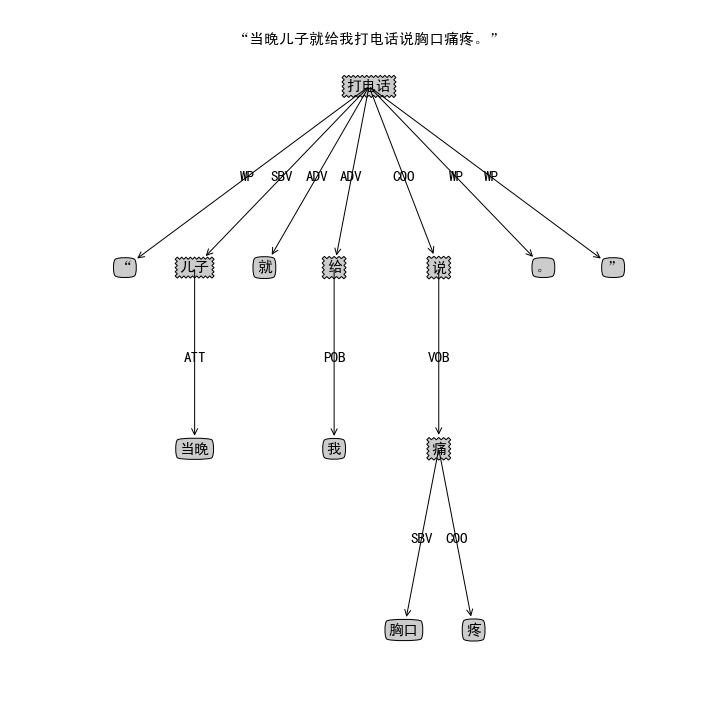 “当晚儿子就给我打电话说胸口痛疼。”
打电话
WP SBV ADV ADV COO WP WP
“ 儿子 就 给 说 。 ”
ATT POB VOB
当晚 我 痛
SBV COO
胸口 疼